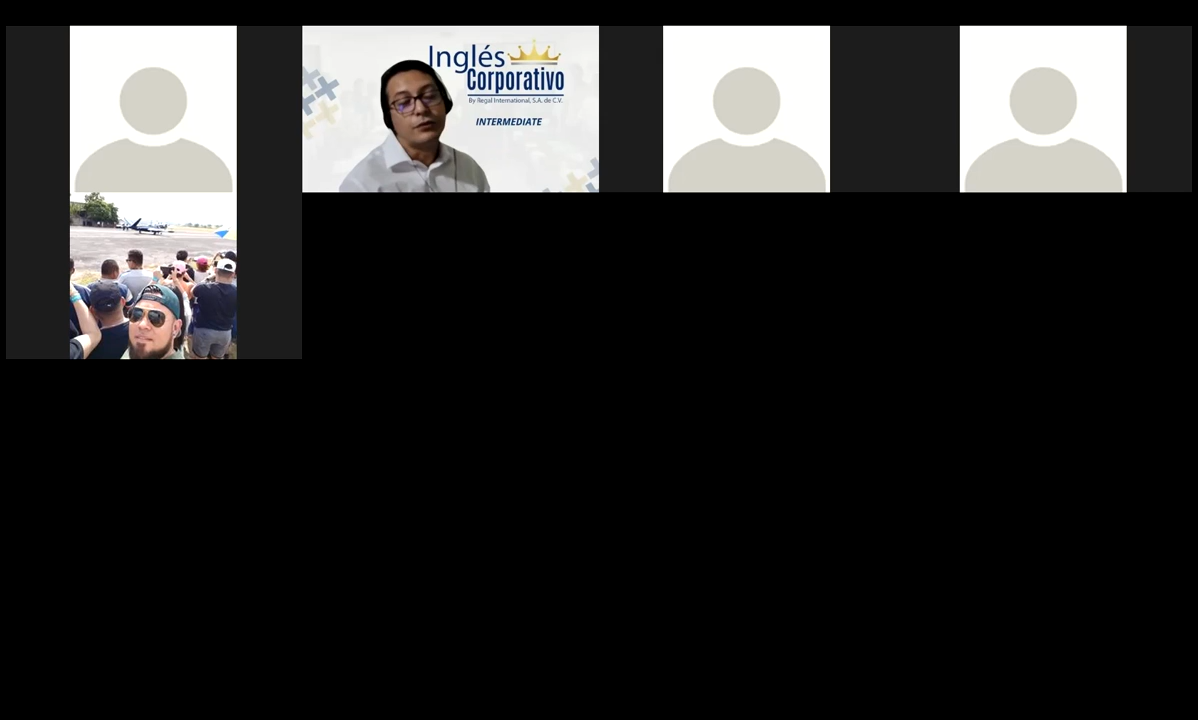 Inglés
Corporativo
By Regal International, S.A. de C.V.
INTERMEDIATE